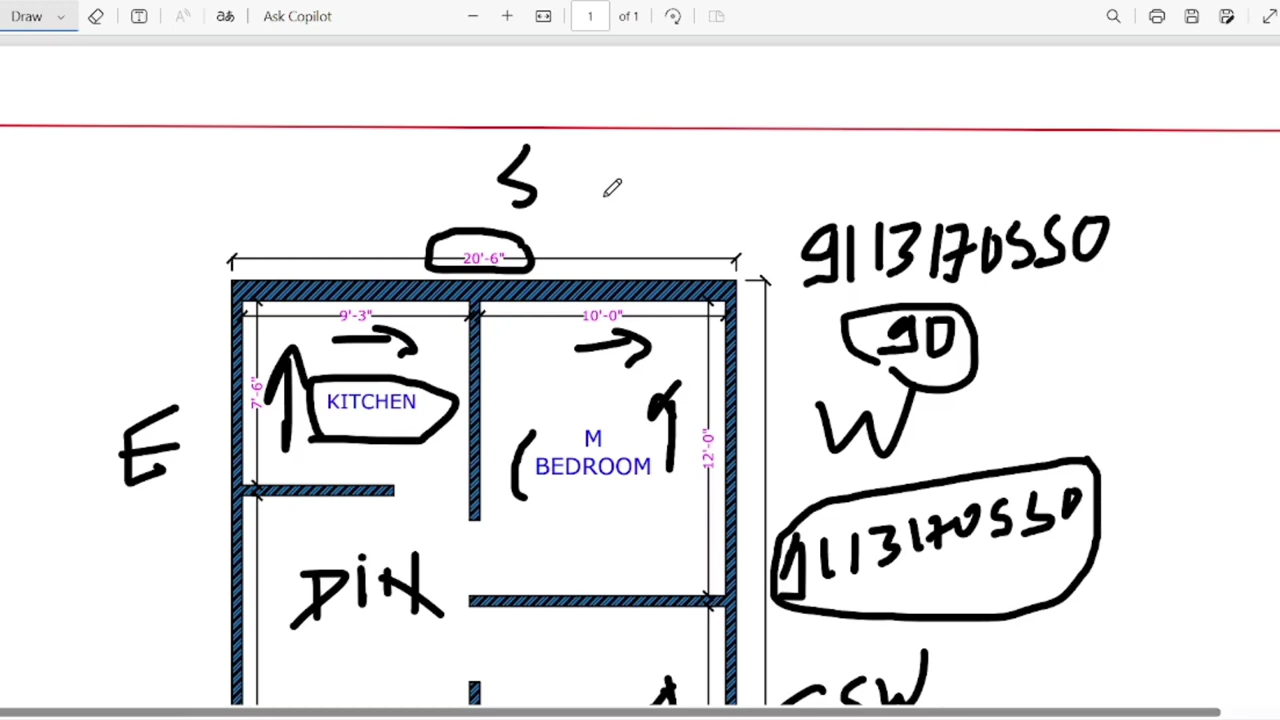 Draw
Ask Copilot
1 of 1
S
20'-6"
9'-3"
10'-0"
9113170550
90
7'-6"
KITCHEN
E
W
M
BEDROOM
12'-0"
9113170550
DIN
SW